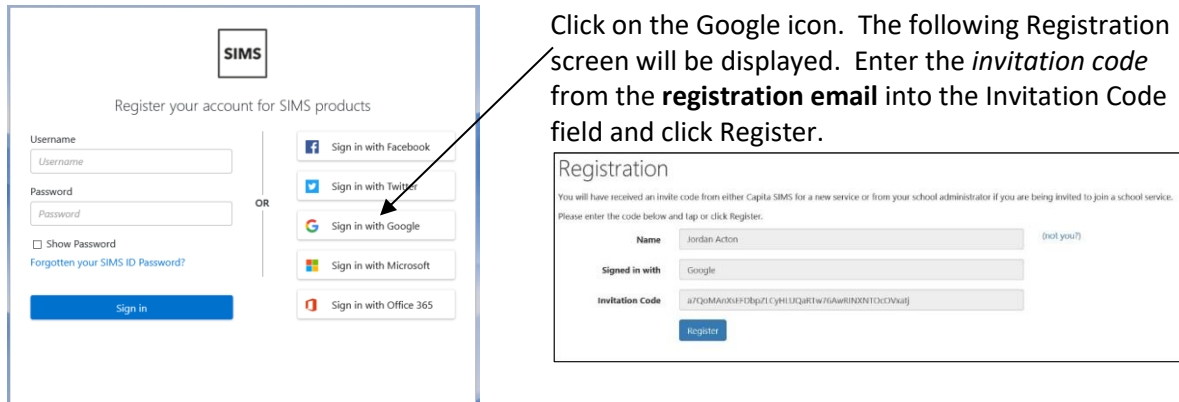 SIMS
Register your account for SIMS products
Username
Username
Password
Password
Show Password
Forgotten your SIMS ID Password?
Sign in
OR
Sign in with Facebook
Sign in with Twitter
Sign in with Google
Sign in with Microsoft
Sign in with Office 365
Click on the Google icon. The following Registration
screen will be displayed. Enter the invitation code
from the registration email into the Invitation Code
field and click Register.
Registration
You will have received an invite code from either Capita SIMS for a new service or from your school administrator if you are being invited to join a school service.
Please enter the code below and tap or click Register.
Name Jordan Acton (not you?)
Signed in with Google
Invitation Code
Register